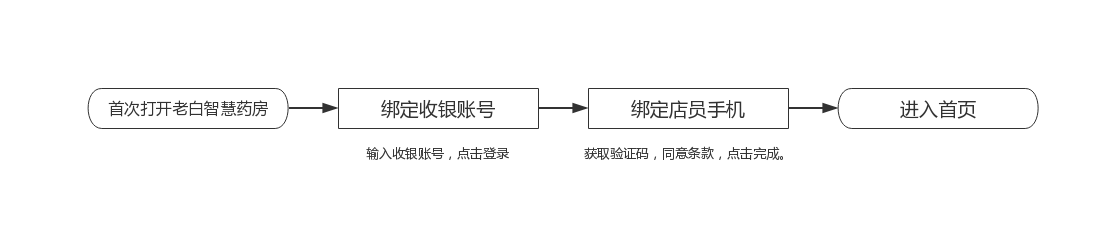 首次打开老白智慧药房
绑定收银账号
绑定店员手机
进入首页
输入收银账号，点击登录
获取验证码，同意条款，点击完成。